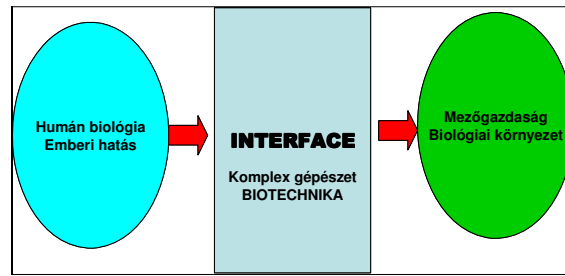 Humán biológia
Emberi hatás
INTERFACE
Komplex gépészet
BIOTECHNIKA
Mezőgazdaság
Biológiai környezet